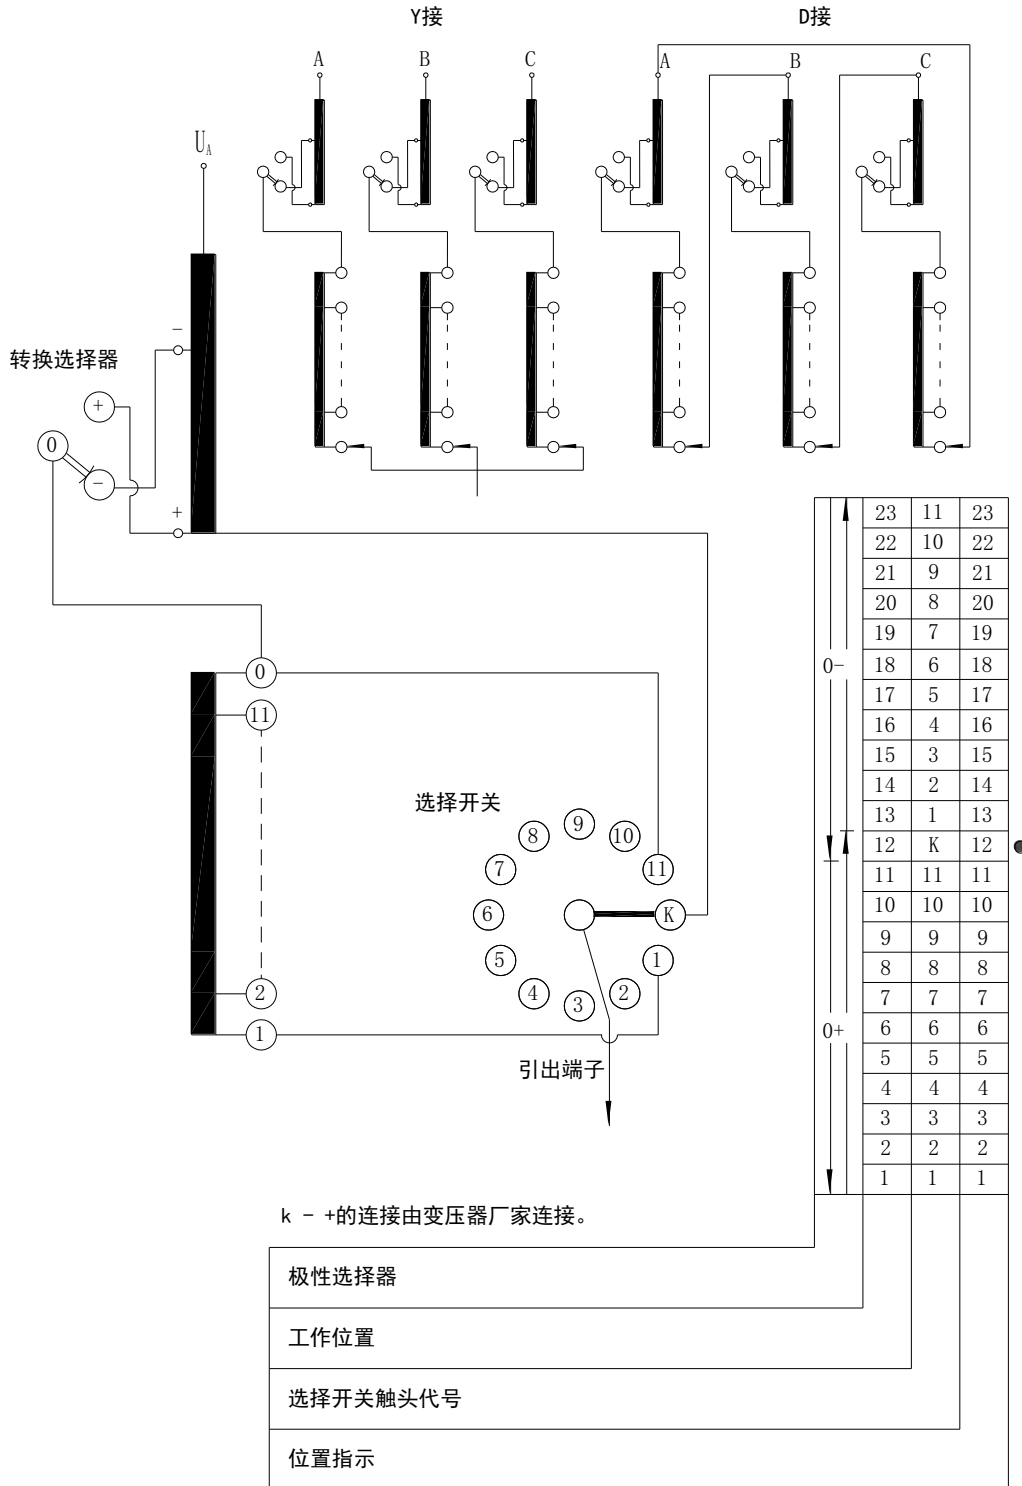 Y接 D接
A B C A B C
U_A
−
转换选择器
+
0
−
+
0
11
选择开关
9
8 10
7 11
6 K
5 1
4 2
3
2
1
引出端子
0−
0+
23 11 23
22 10 22
21 9 21
20 8 20
19 7 19
18 6 18
17 5 17
16 4 16
15 3 15
14 2 14
13 1 13
12 K 12
11 11 11
10 10 10
9 9 9
8 8 8
7 7 7
6 6 6
5 5 5
4 4 4
3 3 3
2 2 2
1 1 1
k − +的连接由变压器厂家连接。
极性选择器
工作位置
选择开关触头代号
位置指示